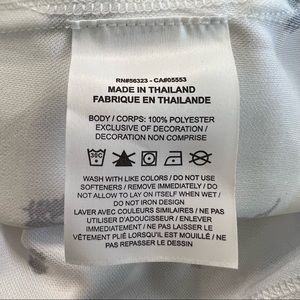 RN#56323 - CA#05553
MADE IN THAILAND
FABRIQUE EN THAILANDE
BODY / CORPS: 100% POLYESTER
EXCLUSIVE OF DECORATION /
DECORATION NON COMPRISE
30C
WASH WITH LIKE COLORS / DO NOT USE
SOFTENERS / REMOVE IMMEDIATELY / DO
NOT ALLOW TO LAY ON ITSELF WHEN WET /
DO NOT IRON DESIGN
LAVER AVEC COULEURS SIMILAIRES / NE PAS
UTILISER D'ADOUCISSEUR / ENLEVER
IMMÉDIATEMENT / NE PAS LAISSER LE
VÊTEMENT PLIÉ LORSQU'IL EST MOUILLÉ / NE
PAS REPASSER LE DESSIN